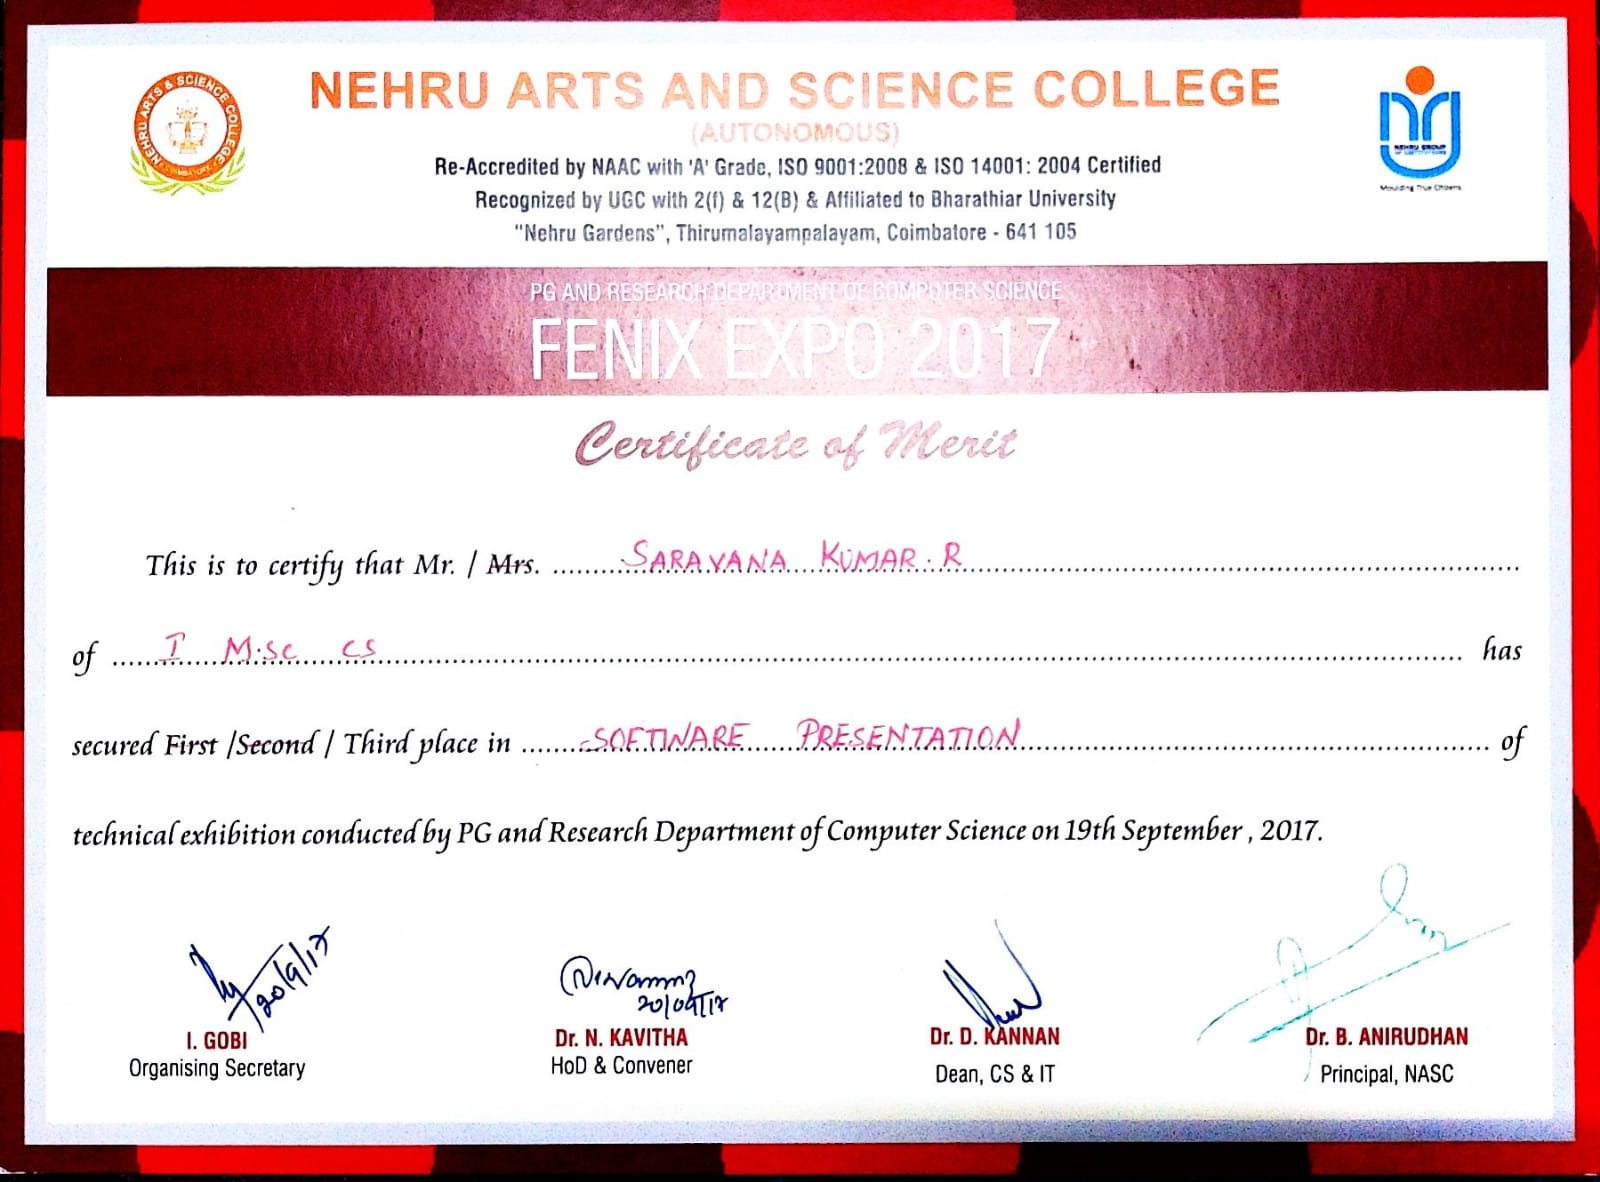 NEHRU ARTS & SCIENCE COLLEGE
COIMBATORE
NEHRU ARTS AND SCIENCE COLLEGE
(AUTONOMOUS)
Re-Accredited by NAAC with 'A' Grade, ISO 9001:2008 & ISO 14001: 2004 Certified
Recognized by UGC with 2(f) & 12(B) & Affiliated to Bharathiar University
"Nehru Gardens", Thirumalayampalayam, Coimbatore - 641 105
NEHRU GROUP
OF INSTITUTIONS
Moulding True Citizens
PG AND RESEARCH DEPARTMENT OF COMPUTER SCIENCE
FENIX EXPO 2017
Certificate of Merit
This is to certify that Mr. / Mrs. SARAVANA KUMAR. R
of I M.SC CS has
secured First /Second / Third place in SOFTWARE PRESENTATION of
technical exhibition conducted by PG and Research Department of Computer Science on 19th September , 2017.
20/9/17
20/09/17
I. GOBI
Organising Secretary
Dr. N. KAVITHA
HoD & Convener
Dr. D. KANNAN
Dean, CS & IT
Dr. B. ANIRUDHAN
Principal, NASC